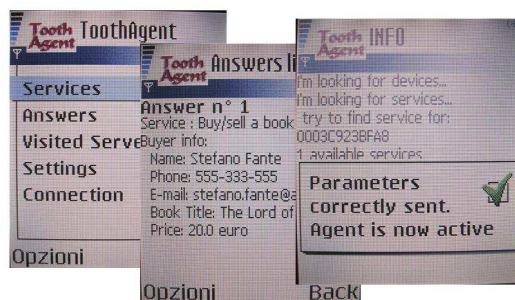 Tooth Agent ToothAgent
Services
Answers
Visited Serve
Settings
Connection
Opzioni
Tooth Agent Answers li
Answer n° 1
Service : Buy/sell a book
Buyer info:
Name: Stefano Fante
Phone: 555-333-555
E-mail: stefano.fante@a
Book Title: The Lord of
Price: 20.0 euro
Opzioni
Tooth Agent INFO
I'm looking for devices...
I'm looking for services...
try to find service for:
0003C923BFA8
1 available services
Parameters
correctly sent.
Agent is now active
Back